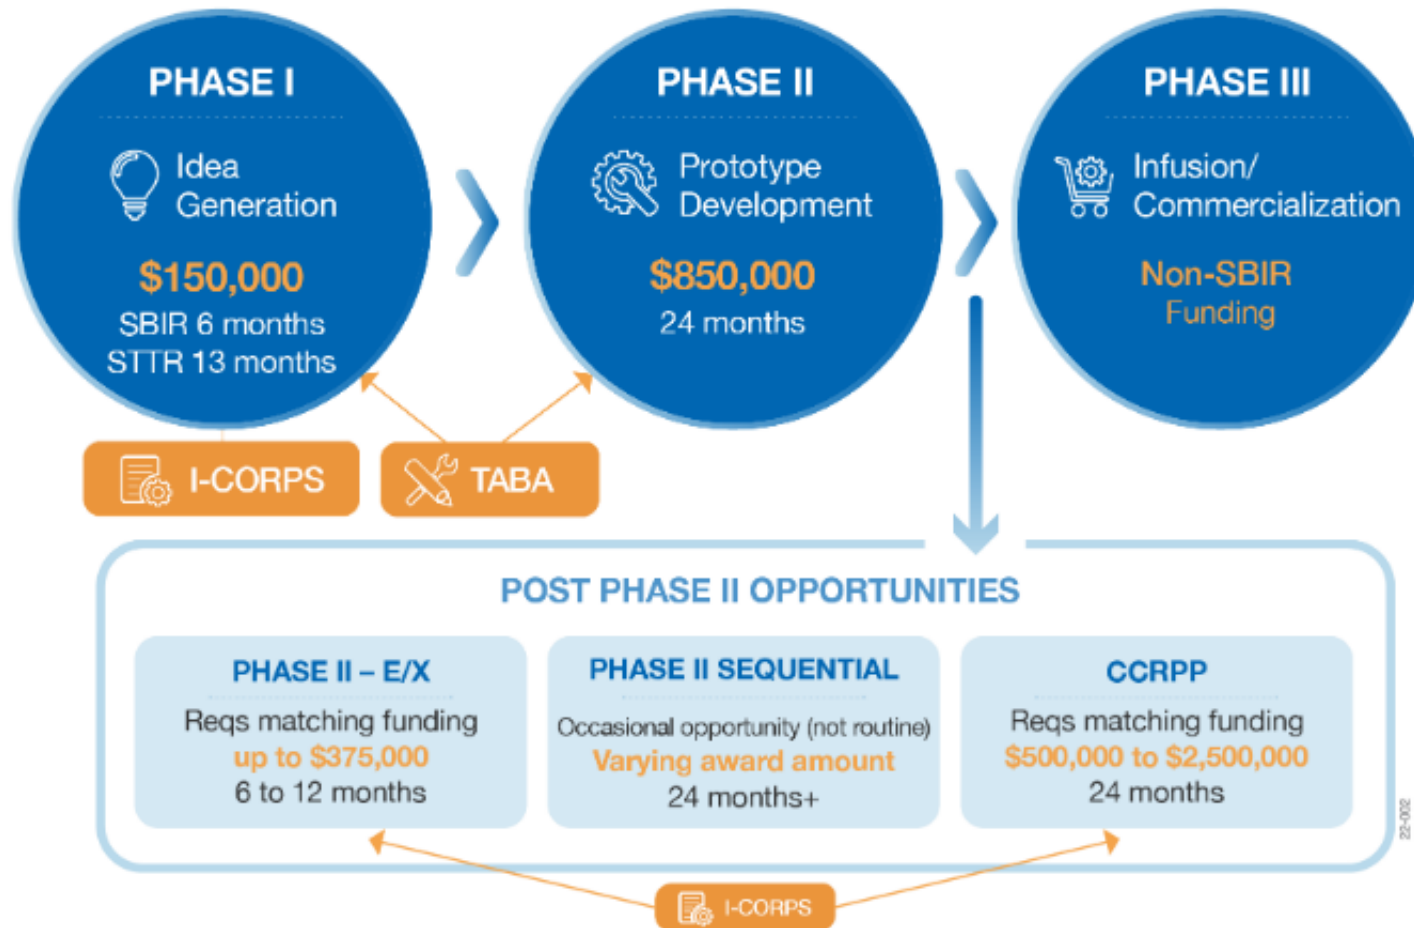 PHASE I
Idea
Generation
$150,000
SBIR 6 months
STTR 13 months
PHASE II
Prototype
Development
$850,000
24 months
PHASE III
Infusion/
Commercialization
Non-SBIR
Funding
I-CORPS
TABA
POST PHASE II OPPORTUNITIES
PHASE II – E/X
Reqs matching funding
up to $375,000
6 to 12 months
PHASE II SEQUENTIAL
Occasional opportunity (not routine)
Varying award amount
24 months+
CCRPP
Reqs matching funding
$500,000 to $2,500,000
24 months
22-002
I-CORPS